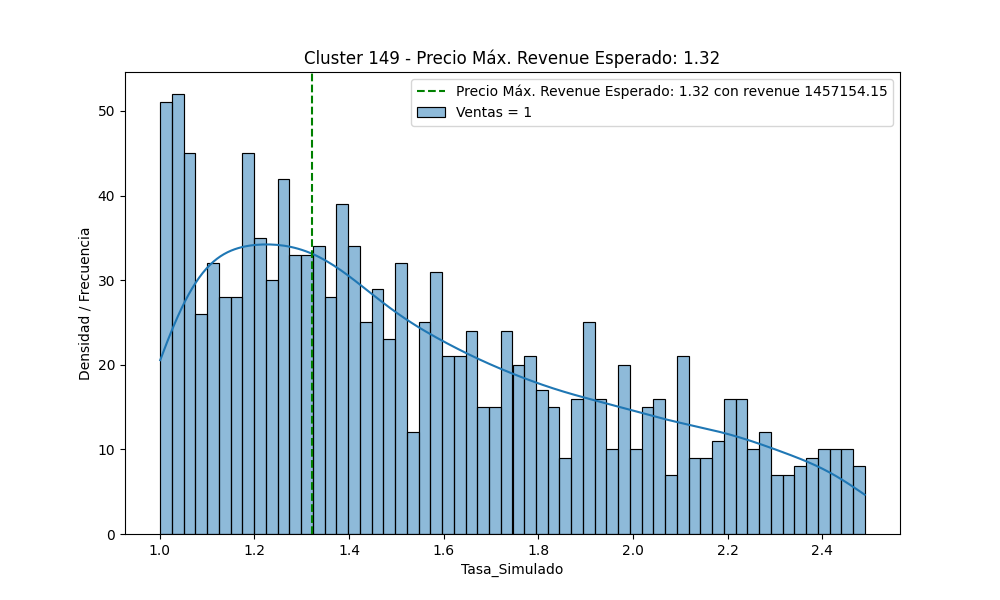 Cluster 149 - Precio Máx. Revenue Esperado: 1.32
Precio Máx. Revenue Esperado: 1.32 con revenue 1457154.15
Ventas = 1
Densidad / Frecuencia
50
40
30
20
10
0
1.0 1.2 1.4 1.6 1.8 2.0 2.2 2.4
Tasa_Simulado